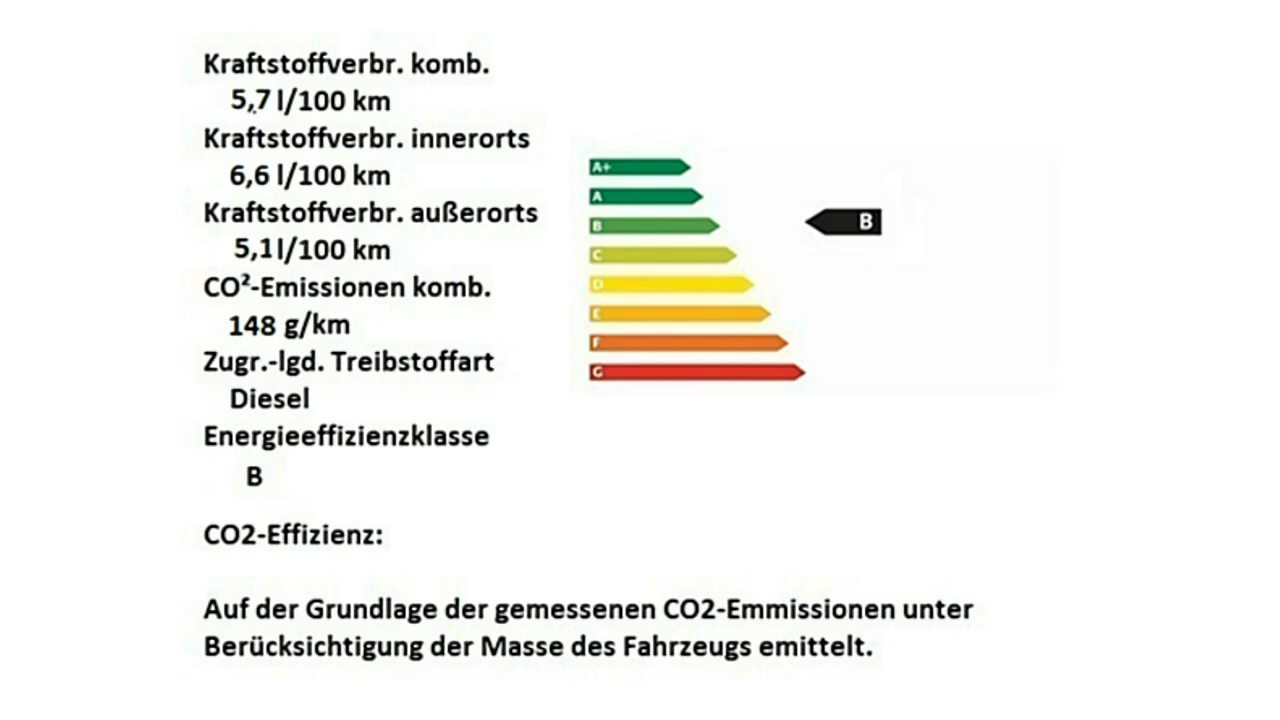 Kraftstoffverbr. komb.
5,7 l/100 km
Kraftstoffverbr. innerorts
6,6 l/100 km
Kraftstoffverbr. außerorts
5,1 l/100 km
CO²-Emissionen komb.
148 g/km
Zugr.-lgd. Treibstoffart
Diesel
Energieeffizienzklasse
B
A+
A
B
B
C
D
E
F
G
CO2-Effizienz:
Auf der Grundlage der gemessenen CO2-Emmissionen unter
Berücksichtigung der Masse des Fahrzeugs emittelt.